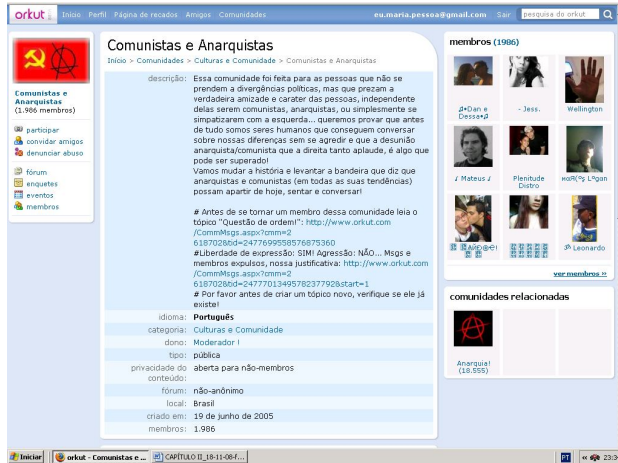 orkut Início Perfil Página de recados Amigos Comunidades eu.maria.pessoa@gmail.com Sair pesquisa do orkut
Comunistas e
Anarquistas
(1.986 membros)
participar
convidar amigos
denunciar abuso
fórum
enquetes
eventos
membros
Comunistas e Anarquistas
Início > Comunidades > Culturas e Comunidade > Comunistas e Anarquistas
descrição: Essa comunidade foi feita para as pessoas que não se
prendem a divergências políticas, mas que prezam a
verdadeira amizade e carater das pessoas, independente
delas serem comunistas, anarquistas, ou simplesmente se
simpatizarem com a esquerda... queremos provar que antes
de tudo somos seres humanos que conseguem conversar
sobre nossas diferenças sem se agredir e que a desunião
anarquista/comunista que a direita tanto aplaude, é algo que
pode ser superado!
Vamos mudar a história e levantar a bandeira que diz que
anarquistas e comunistas (em todas as suas tendências)
possam apartir de hoje, sentar e conversar!
# Antes de se tornar um membro dessa comunidade leia o
tópico "Questão de ordem!": http://www.orkut.com
/CommMsgs.aspx?cmm=2
618702&tid=2477699558576875360
#Liberdade de expressão: SIM! Agressão: NÃO... Msgs e
membros expulsos, nossa justificativa: http://www.orkut.com
/CommMsgs.aspx?cmm=2
618702&tid=2477701349578237792&start=1
# Por favor antes de criar um tópico novo, verifique se ele já
existe!
idioma: Português
categoria: Culturas e Comunidade
dono: Moderador !
tipo: pública
privacidade do conteúdo: aberta para não-membros
fórum: não-anônimo
local: Brasil
criado em: 19 de junho de 2005
membros: 1.986
membros (1986)
♫•Dan e
Dessa•♫
- Jess.
Wellington
♪ Mateus ♪
Plenitude
Distro
Leonardo
ver membros »
comunidades relacionadas
Anarquia!
(18.555)
Iniciar orkut - Comunistas e ... CAPÍTULO II_18-11-08-f... PT « 23:3